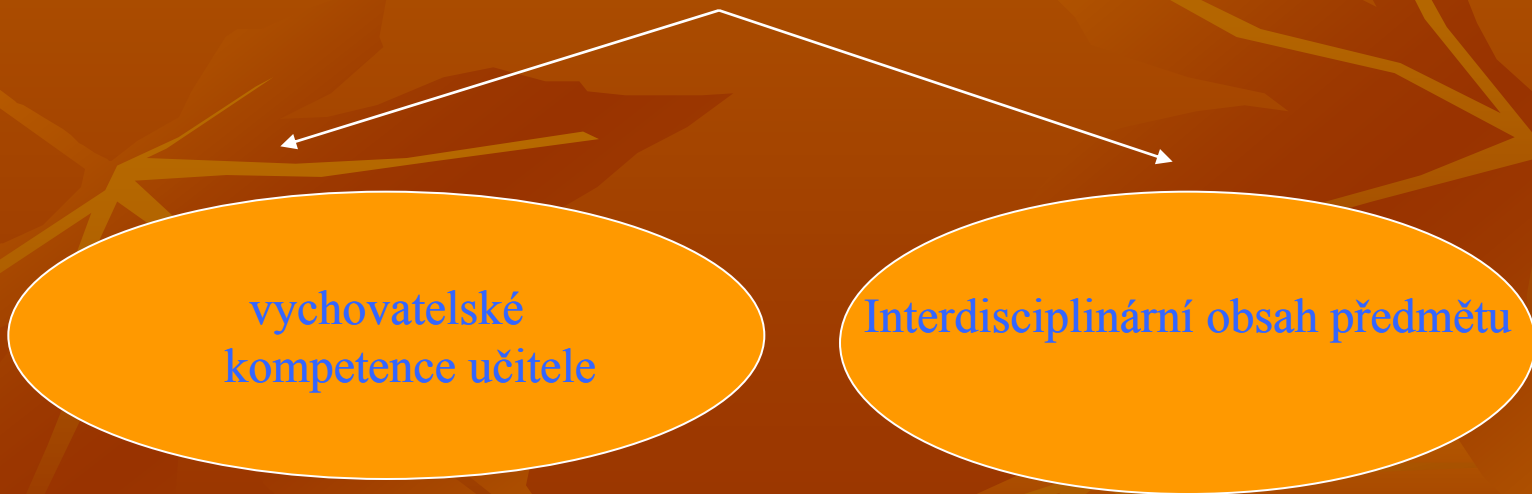 vychovatelské
kompetence učitele
Interdisciplinární obsah předmětu